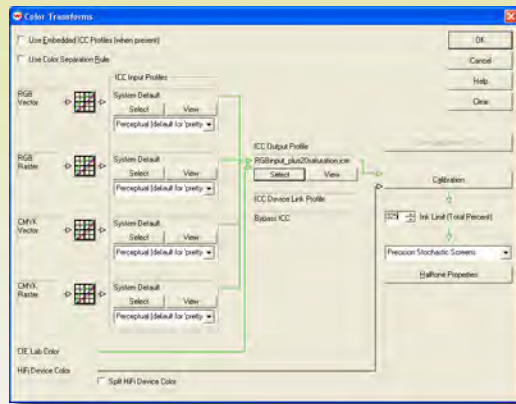 Color Transforms
Use Embedded ICC Profiles (when present)
Use Color Separation Rule
OK
Cancel
Help
Clear
ICC Input Profiles
RGB
Vector
System Default
Select
View
Perceptual (default for 'pretty
RGB
Raster
System Default
Select
View
Perceptual (default for 'pretty
CMYK
Vector
System Default
Select
View
Perceptual (default for 'pretty
CMYK
Raster
System Default
Select
View
Perceptual (default for 'pretty
ICC Output Profile
RGBinput_plus20saturation.icm
Select
View
ICC Device Link Profile
Bypass ICC
Calibration
325
Ink Limit (Total Percent)
Precision Stochastic Screens
Halftone Properties
CIE Lab Color
HiFi Device Color
Split HiFi Device Color